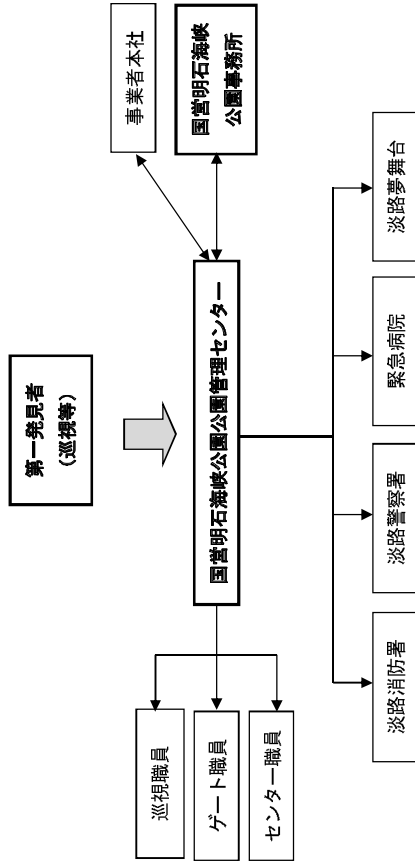 第一発見者
（巡視等）
事業者本社
国営明石海峡
公園事務所
国営明石海峡公園公園管理センター
巡視職員
ゲート職員
センター職員
淡路消防署
淡路警察署
緊急病院
淡路夢舞台